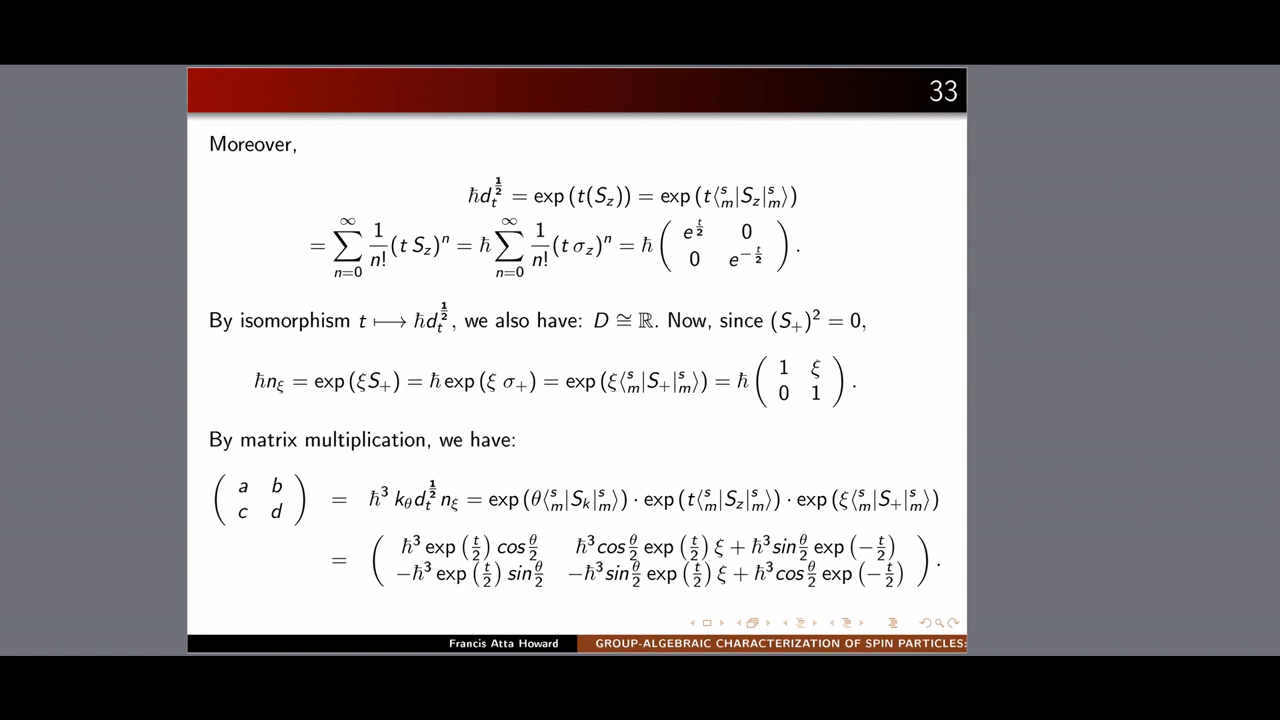 33
Moreover,
ℏd_t^{1/2} = exp (t(S_z)) = exp (t⟨^s_m|S_z|^s_m⟩)
= ∑_{n=0}^{∞} 1/n! (t S_z)^n = ℏ ∑_{n=0}^{∞} 1/n! (t σ_z)^n = ℏ ( e^{t/2} 0 ; 0 e^{−t/2} ) .
By isomorphism t ⟼ ℏd_t^{1/2}, we also have: D ≅ ℝ. Now, since (S_+)^2 = 0,
ℏn_ξ = exp (ξS_+) = ℏ exp (ξ σ_+) = exp (ξ⟨^s_m|S_+|^s_m⟩) = ℏ ( 1 ξ ; 0 1 ) .
By matrix multiplication, we have:
( a b ; c d ) = ℏ^3 k_θ d_t^{1/2} n_ξ = exp (θ⟨^s_m|S_k|^s_m⟩) · exp (t⟨^s_m|S_z|^s_m⟩) · exp (ξ⟨^s_m|S_+|^s_m⟩)
= ( ℏ^3 exp (t/2) cos θ/2 ℏ^3 cos θ/2 exp (t/2) ξ + ℏ^3 sin θ/2 exp (−t/2) ; −ℏ^3 exp (t/2) sin θ/2 −ℏ^3 sin θ/2 exp (t/2) ξ + ℏ^3 cos θ/2 exp (−t/2) ) .
Francis Atta Howard GROUP-ALGEBRAIC CHARACTERIZATION OF SPIN PARTICLES: